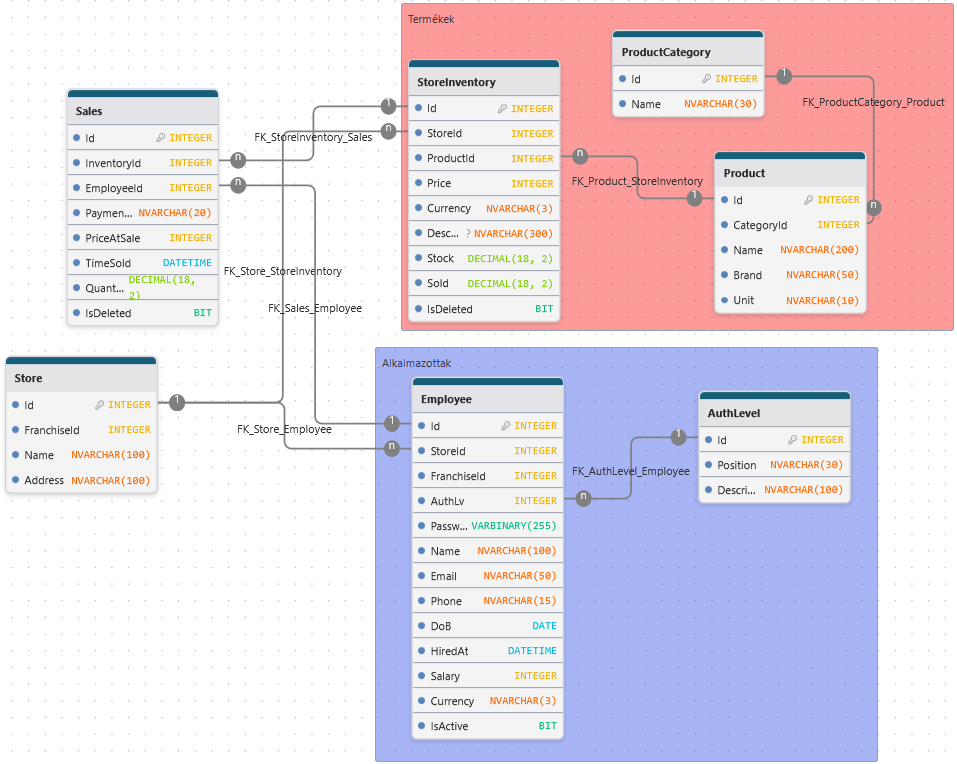 Termékek
ProductCategory
Id INTEGER
Name NVARCHAR(30)
FK_ProductCategory_Product
1
n
StoreInventory
Id INTEGER
StoreId INTEGER
ProductId INTEGER
Price INTEGER
Currency NVARCHAR(3)
Desc... ? NVARCHAR(300)
Stock DECIMAL(18, 2)
Sold DECIMAL(18, 2)
IsDeleted BIT
1
n
n
FK_Product_StoreInventory
1
Product
Id INTEGER
CategoryId INTEGER
Name NVARCHAR(200)
Brand NVARCHAR(50)
Unit NVARCHAR(10)
Sales
Id INTEGER
InventoryId INTEGER
EmployeeId INTEGER
Paymen... NVARCHAR(20)
PriceAtSale INTEGER
TimeSold DATETIME
Quant... DECIMAL(18,
2)
IsDeleted BIT
n
n
FK_StoreInventory_Sales
FK_Store_StoreInventory
FK_Sales_Employee
Store
Id INTEGER
FranchiseId INTEGER
Name NVARCHAR(100)
Address NVARCHAR(100)
1
FK_Store_Employee
Alkalmazottak
1
n
Employee
Id INTEGER
StoreId INTEGER
FranchiseId INTEGER
AuthLv INTEGER
Passw... VARBINARY(255)
Name NVARCHAR(100)
Email NVARCHAR(50)
Phone NVARCHAR(15)
DoB DATE
HiredAt DATETIME
Salary INTEGER
Currency NVARCHAR(3)
IsActive BIT
n
FK_AuthLevel_Employee
1
AuthLevel
Id INTEGER
Position NVARCHAR(30)
Descri... NVARCHAR(100)